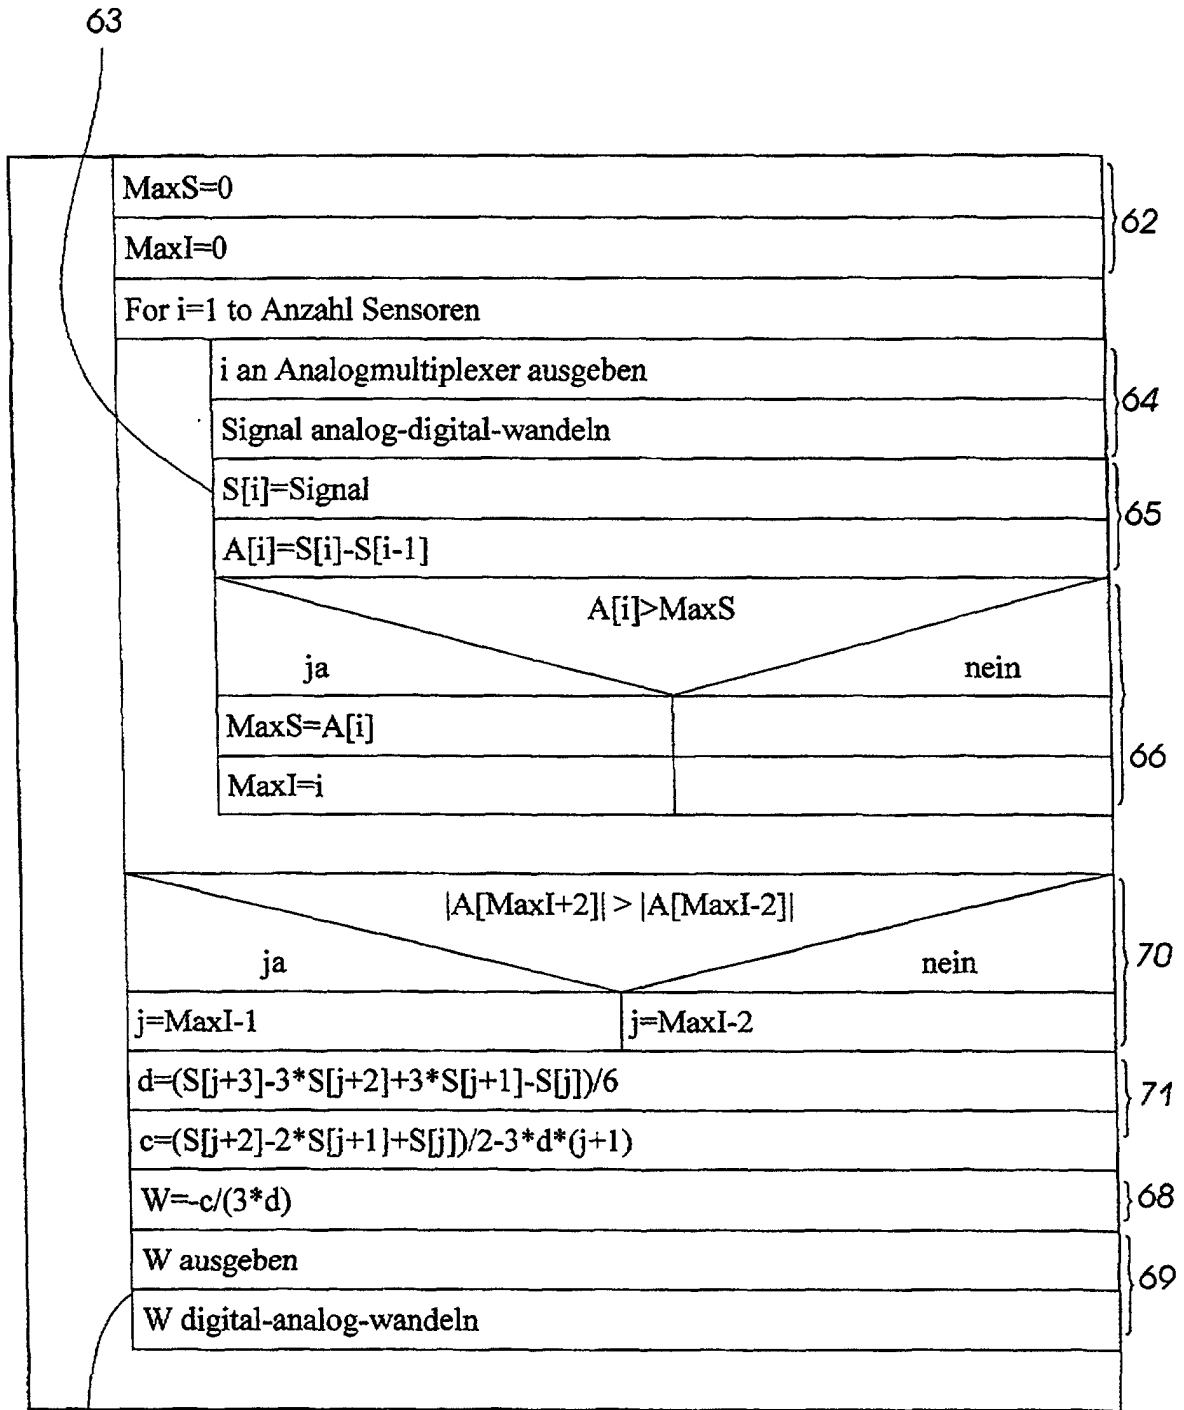 63
MaxS=0
MaxI=0
62
For i=1 to Anzahl Sensoren
i an Analogmultiplexer ausgeben
64
Signal analog-digital-wandeln
S[i]=Signal
65
A[i]=S[i]-S[i-1]
A[i]>MaxS
ja nein
MaxS=A[i]
66
MaxI=i
|A[MaxI+2]| > |A[MaxI-2]|
ja nein
70
j=MaxI-1 j=MaxI-2
d=(S[j+3]-3*S[j+2]+3*S[j+1]-S[j])/6
71
c=(S[j+2]-2*S[j+1]+S[j])/2-3*d*(j+1)
W=-c/(3*d)
68
W ausgeben
69
W digital-analog-wandeln